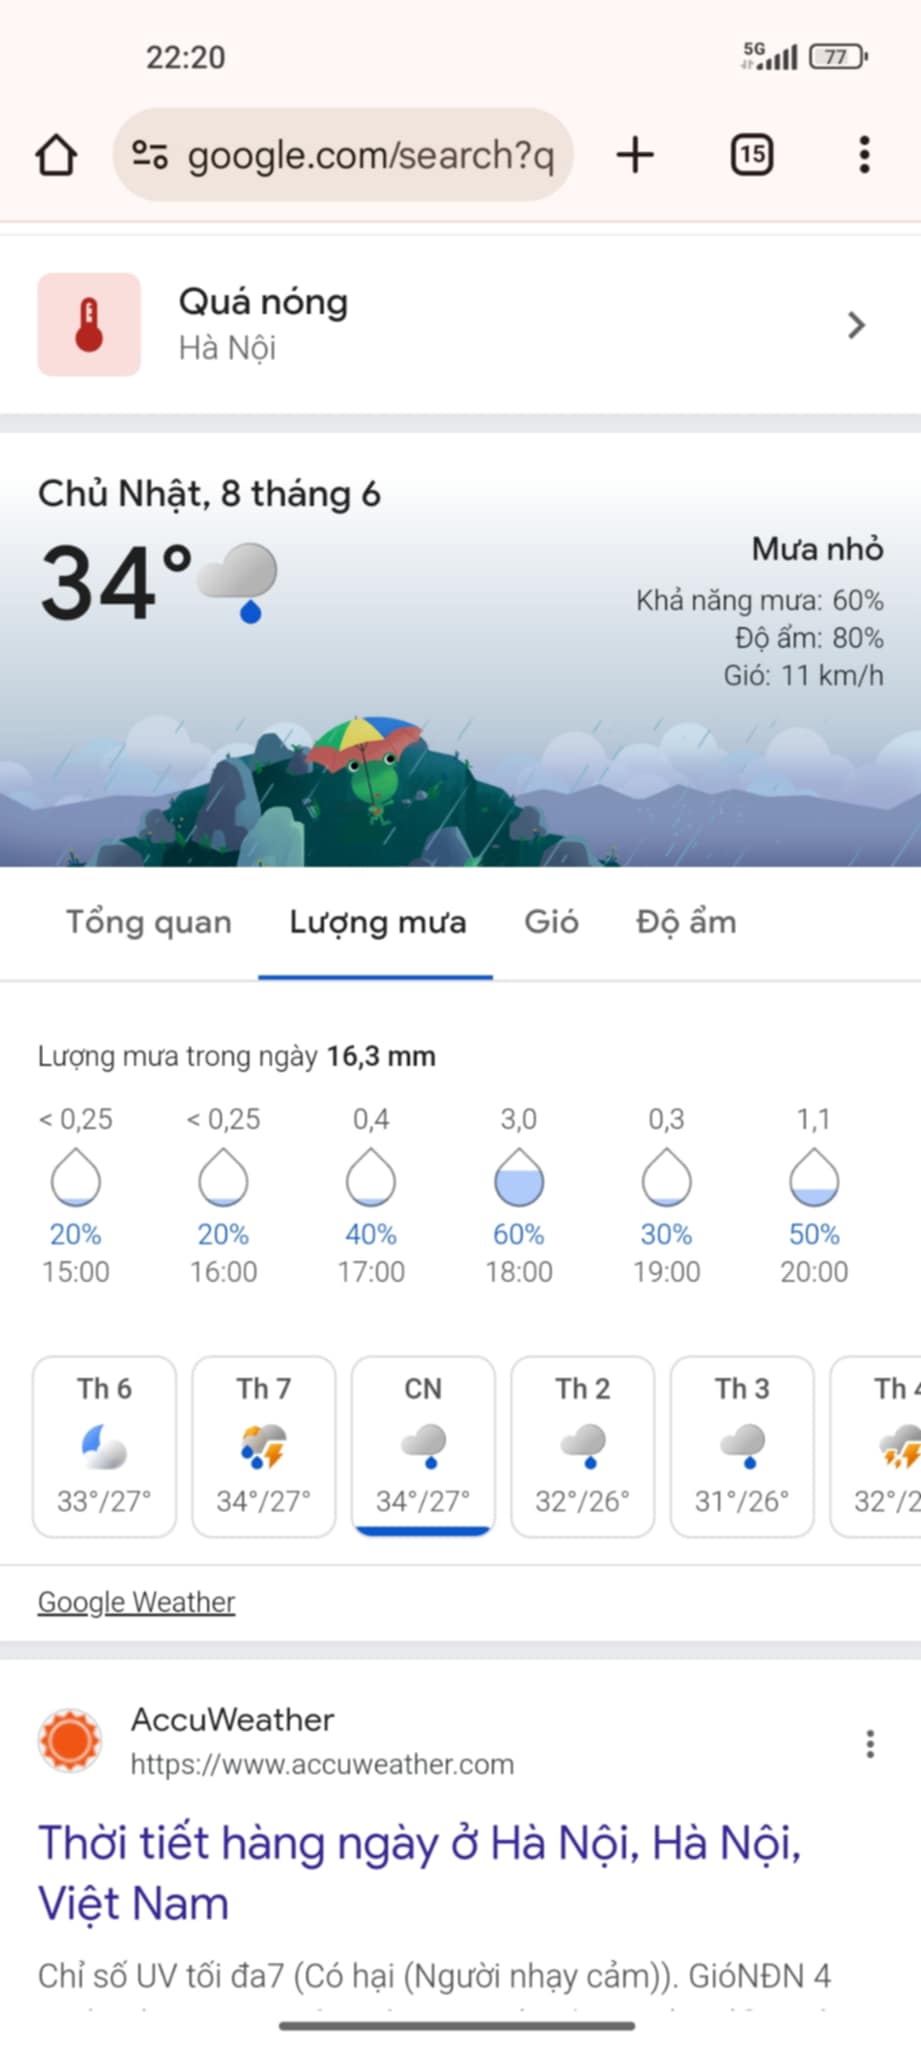 22:20
5G
77
google.com/search?q
15
Quá nóng
Hà Nội
Chủ Nhật, 8 tháng 6
34°
Mưa nhỏ
Khả năng mưa: 60%
Độ ẩm: 80%
Gió: 11 km/h
Tổng quan Lượng mưa Gió Độ ẩm
Lượng mưa trong ngày 16,3 mm
< 0,25 < 0,25 0,4 3,0 0,3 1,1
20% 20% 40% 60% 30% 50%
15:00 16:00 17:00 18:00 19:00 20:00
Th 6 Th 7 CN Th 2 Th 3 Th
33°/27° 34°/27° 34°/27° 32°/26° 31°/26° 32°/2
Google Weather
AccuWeather
https://www.accuweather.com
Thời tiết hàng ngày ở Hà Nội, Hà Nội,
Việt Nam
Chỉ số UV tối đa7 (Có hại (Người nhạy cảm)). GióNĐN 4